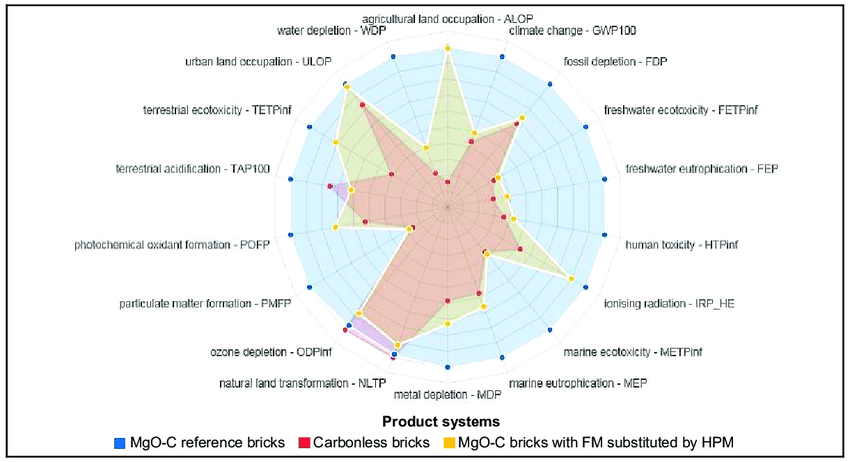 agricultural land occupation - ALOP
water depletion - WDP
climate change - GWP100
urban land occupation - ULOP
fossil depletion - FDP
terrestrial ecotoxicity - TETPinf
freshwater ecotoxicity - FETPinf
terrestrial acidification - TAP100
freshwater eutrophication - FEP
photochemical oxidant formation - POFP
human toxicity - HTPinf
particulate matter formation - PMFP
ionising radiation - IRP_HE
ozone depletion - ODPinf
marine ecotoxicity - METPinf
natural land transformation - NLTP
marine eutrophication - MEP
metal depletion - MDP
Product systems
MgO-C reference bricks Carbonless bricks MgO-C bricks with FM substituted by HPM